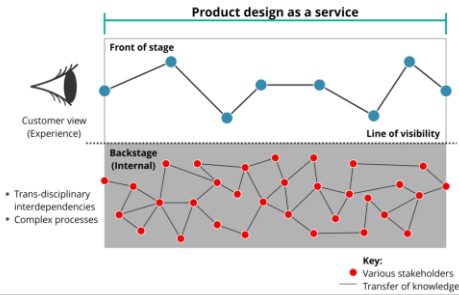 Product design as a service
Front of stage
Customer view
(Experience)
Line of visibility
Backstage
(Internal)
• Trans-disciplinary
interdependencies
• Complex processes
Key:
Various stakeholders
Transfer of knowledge